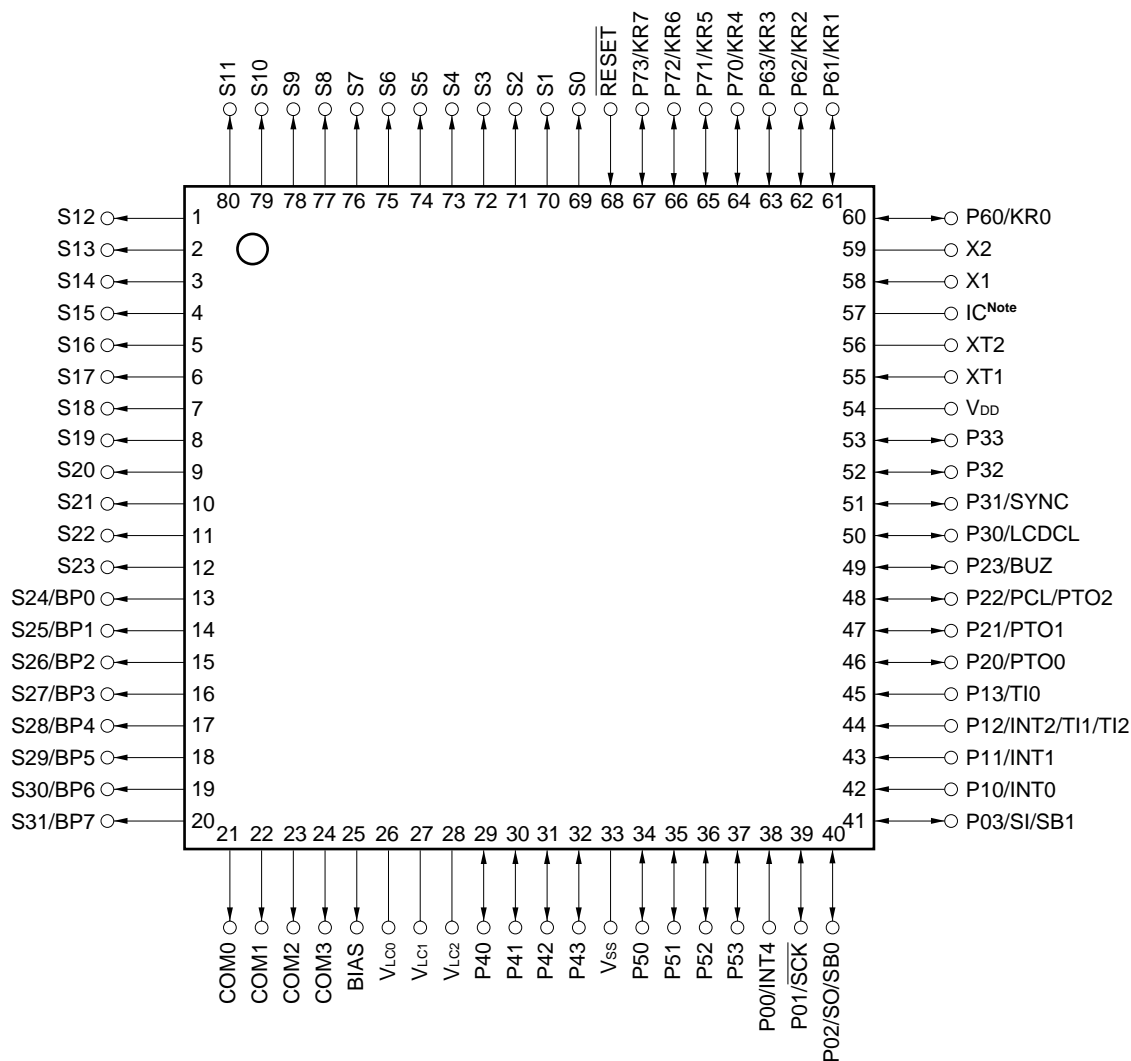 S11
S10
S9
S8
S7
S6
S5
S4
S3
S2
S1
S0
RESET
P73/KR7
P72/KR6
P71/KR5
P70/KR4
P63/KR3
P62/KR2
P61/KR1
80 79 78 77 76 75 74 73 72 71 70 69 68 67 66 65 64 63 62 61
S12 1 60 P60/KR0
S13 2 59 X2
S14 3 58 X1
S15 4 57 IC Note
S16 5 56 XT2
S17 6 55 XT1
S18 7 54 VDD
S19 8 53 P33
S20 9 52 P32
S21 10 51 P31/SYNC
S22 11 50 P30/LCDCL
S23 12 49 P23/BUZ
S24/BP0 13 48 P22/PCL/PTO2
S25/BP1 14 47 P21/PTO1
S26/BP2 15 46 P20/PTO0
S27/BP3 16 45 P13/TI0
S28/BP4 17 44 P12/INT2/TI1/TI2
S29/BP5 18 43 P11/INT1
S30/BP6 19 42 P10/INT0
S31/BP7 20 41 P03/SI/SB1
21 22 23 24 25 26 27 28 29 30 31 32 33 34 35 36 37 38 39 40
COM0
COM1
COM2
COM3
BIAS
VLC0
VLC1
VLC2
P40
P41
P42
P43
VSS
P50
P51
P52
P53
P00/INT4
P01/SCK
P02/SO/SB0